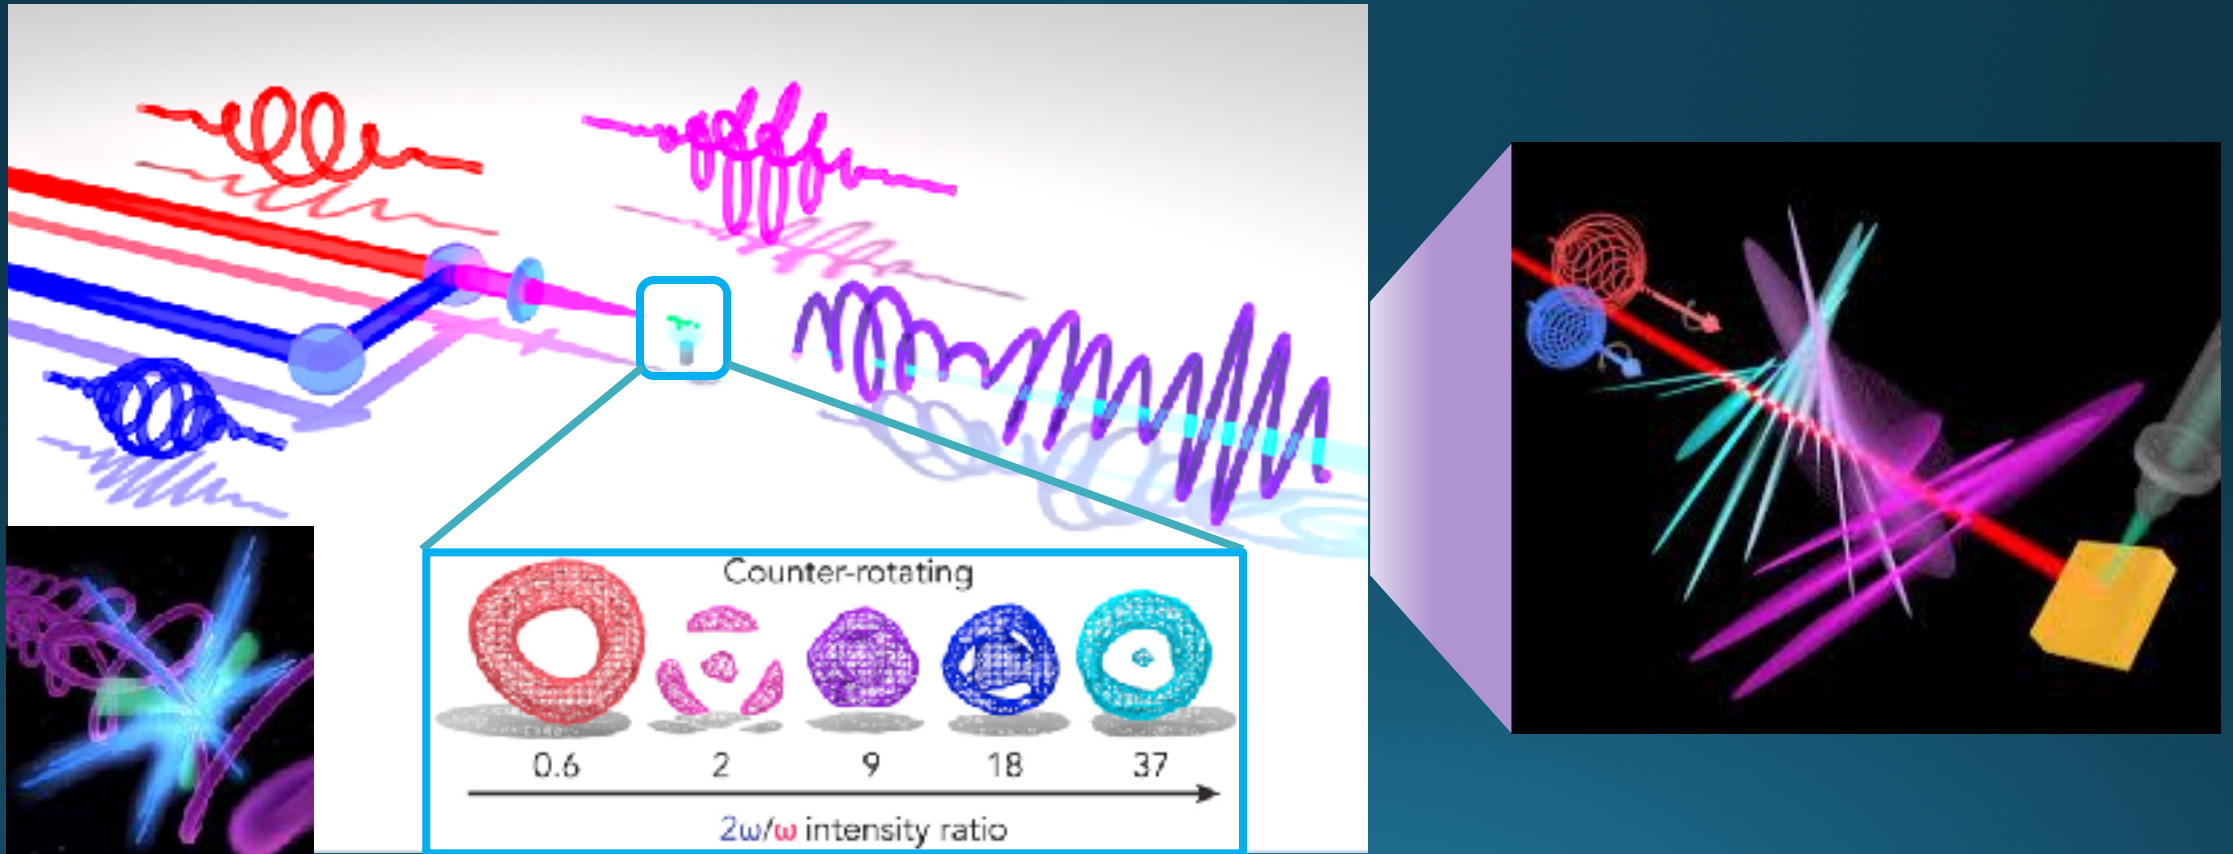 Counter-rotating
0.6 2 9 18 37
2ω/ω intensity ratio